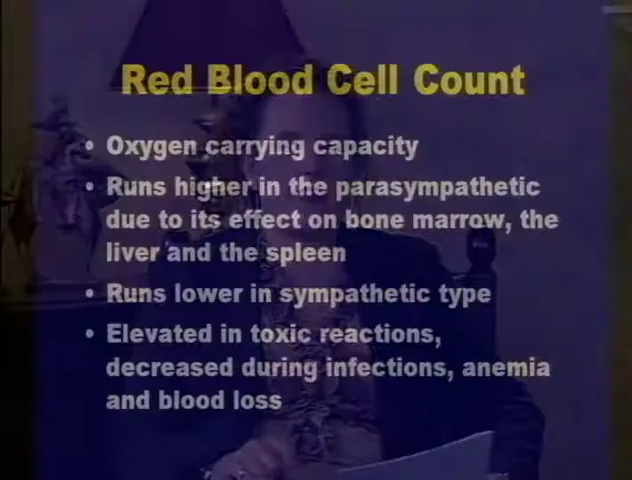 Red Blood Cell Count
• Oxygen carrying capacity
• Runs higher in the parasympathetic
due to its effect on bone marrow, the
liver and the spleen
• Runs lower in sympathetic type
• Elevated in toxic reactions,
decreased during infections, anemia
and blood loss